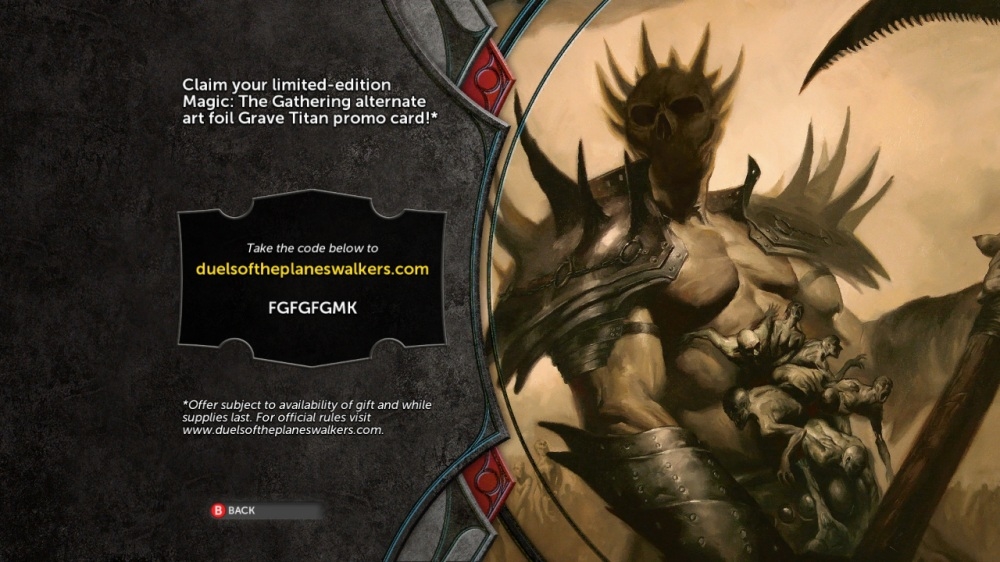 Claim your limited-edition
Magic: The Gathering alternate
art foil Grave Titan promo card!*
Take the code below to
duelsoftheplaneswalkers.com
FGFGFGMK
*Offer subject to availability of gift and while
supplies last. For official rules visit
www.duelsoftheplaneswalkers.com.
B BACK